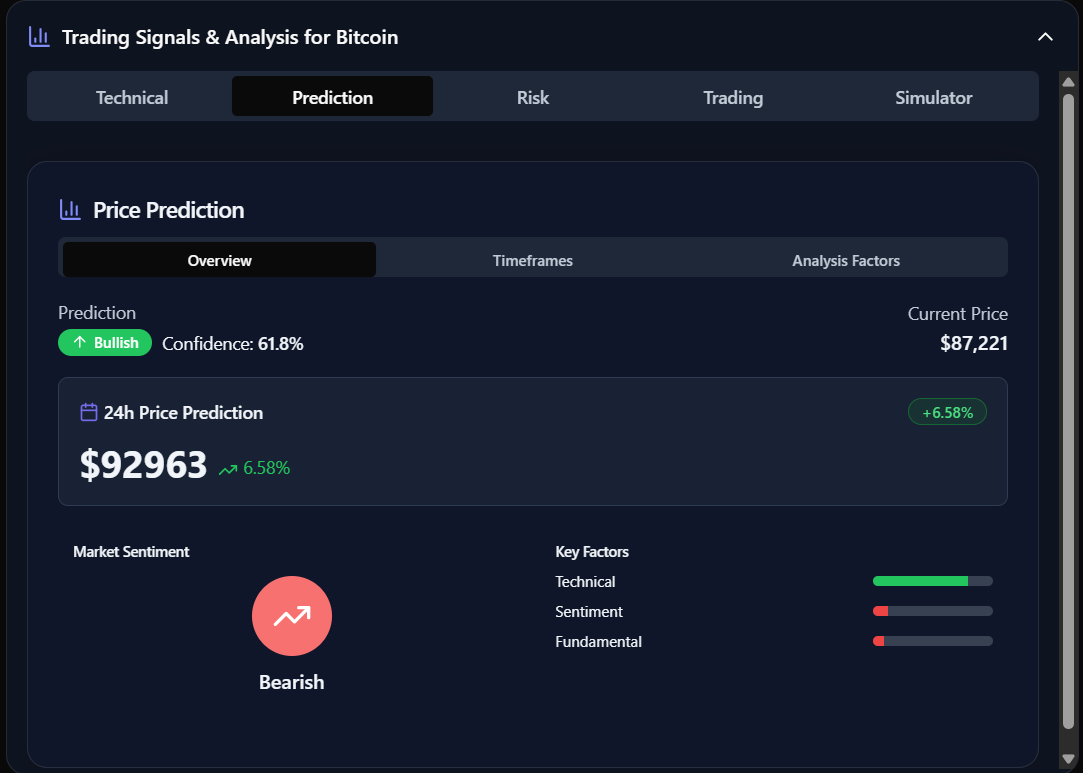 Trading Signals & Analysis for Bitcoin
Technical Prediction Risk Trading Simulator
Price Prediction
Overview Timeframes Analysis Factors
Prediction Current Price
Bullish Confidence: 61.8% $87,221
24h Price Prediction +6.58%
$92963 6.58%
Market Sentiment Key Factors
Technical
Sentiment
Fundamental
Bearish